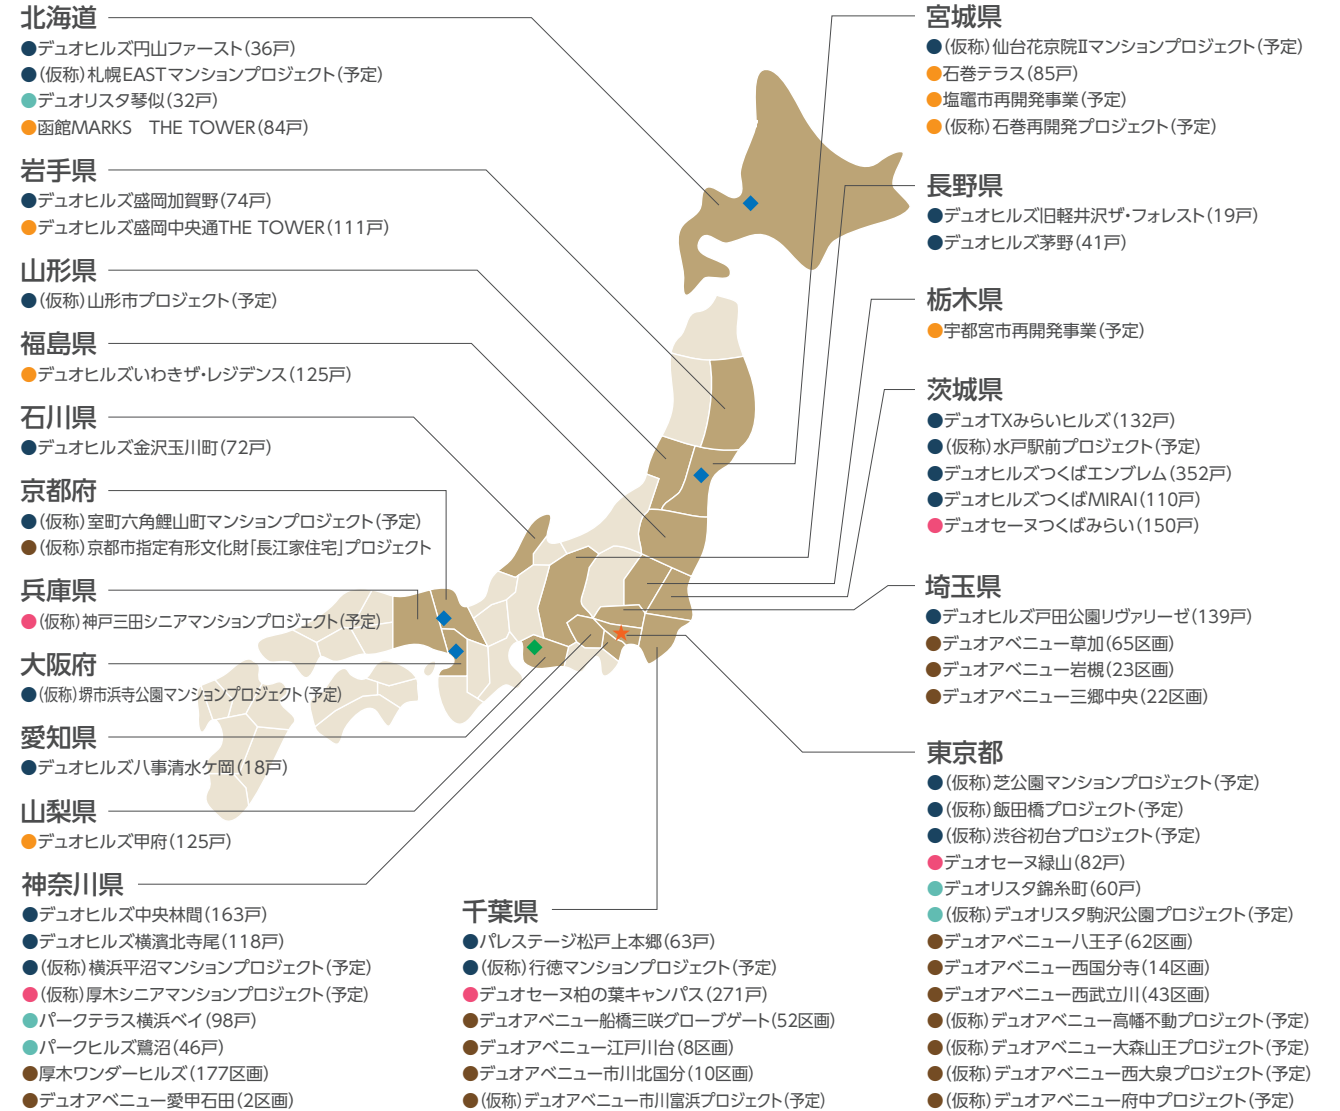 北海道
●デュオヒルズ円山ファースト(36戸)
●(仮称)札幌EASTマンションプロジェクト(予定)
●デュオリスタ琴似(32戸)
●函館MARKS THE TOWER(84戸)
岩手県
●デュオヒルズ盛岡加賀野(74戸)
●デュオヒルズ盛岡中央通THE TOWER(111戸)
山形県
●(仮称)山形市プロジェクト(予定)
福島県
●デュオヒルズいわきザ・レジデンス(125戸)
石川県
●デュオヒルズ金沢玉川町(72戸)
京都府
●(仮称)室町六角鯉山町マンションプロジェクト(予定)
●(仮称)京都市指定有形文化財「長江家住宅」プロジェクト
兵庫県
●(仮称)神戸三田シニアマンションプロジェクト(予定)
大阪府
●(仮称)堺市浜寺公園マンションプロジェクト(予定)
愛知県
●デュオヒルズ八事清水ケ岡(18戸)
山梨県
●デュオヒルズ甲府(125戸)
神奈川県
●デュオヒルズ中央林間(163戸)
●デュオヒルズ横濱北寺尾(118戸)
●(仮称)横浜平沼マンションプロジェクト(予定)
●(仮称)厚木シニアマンションプロジェクト(予定)
●パークテラス横浜ベイ(98戸)
●パークヒルズ鷺沼(46戸)
●厚木ワンダーヒルズ(177区画)
●デュオアベニュー愛甲石田(2区画)
千葉県
●パレステージ松戸上本郷(63戸)
●(仮称)行徳マンションプロジェクト(予定)
●デュオセーヌ柏の葉キャンパス(271戸)
●デュオアベニュー船橋三咲グローブゲート(52区画)
●デュオアベニュー江戸川台(8区画)
●デュオアベニュー市川北国分(10区画)
●(仮称)デュオアベニュー市川富浜プロジェクト(予定)
宮城県
●(仮称)仙台花京院Ⅱマンションプロジェクト(予定)
●石巻テラス(85戸)
●塩竈市再開発事業(予定)
●(仮称)石巻再開発プロジェクト(予定)
長野県
●デュオヒルズ旧軽井沢ザ・フォレスト(19戸)
●デュオヒルズ茅野(41戸)
栃木県
●宇都宮市再開発事業(予定)
茨城県
●デュオTXみらいヒルズ(132戸)
●(仮称)水戸駅前プロジェクト(予定)
●デュオヒルズつくばエンブレム(352戸)
●デュオヒルズつくばMIRAI(110戸)
●デュオセーヌつくばみらい(150戸)
埼玉県
●デュオヒルズ戸田公園リヴァリーゼ(139戸)
●デュオアベニュー草加(65区画)
●デュオアベニュー岩槻(23区画)
●デュオアベニュー三郷中央(22区画)
東京都
●(仮称)芝公園マンションプロジェクト(予定)
●(仮称)飯田橋プロジェクト(予定)
●(仮称)渋谷初台プロジェクト(予定)
●デュオセーヌ緑山(82戸)
●デュオリスタ錦糸町(60戸)
●(仮称)デュオリスタ駒沢公園プロジェクト(予定)
●デュオアベニュー八王子(62区画)
●デュオアベニュー西国分寺(14区画)
●デュオアベニュー西武立川(43区画)
●(仮称)デュオアベニュー高幡不動プロジェクト(予定)
●(仮称)デュオアベニュー大森山王プロジェクト(予定)
●(仮称)デュオアベニュー西大泉プロジェクト(予定)
●(仮称)デュオアベニュー府中プロジェクト(予定)